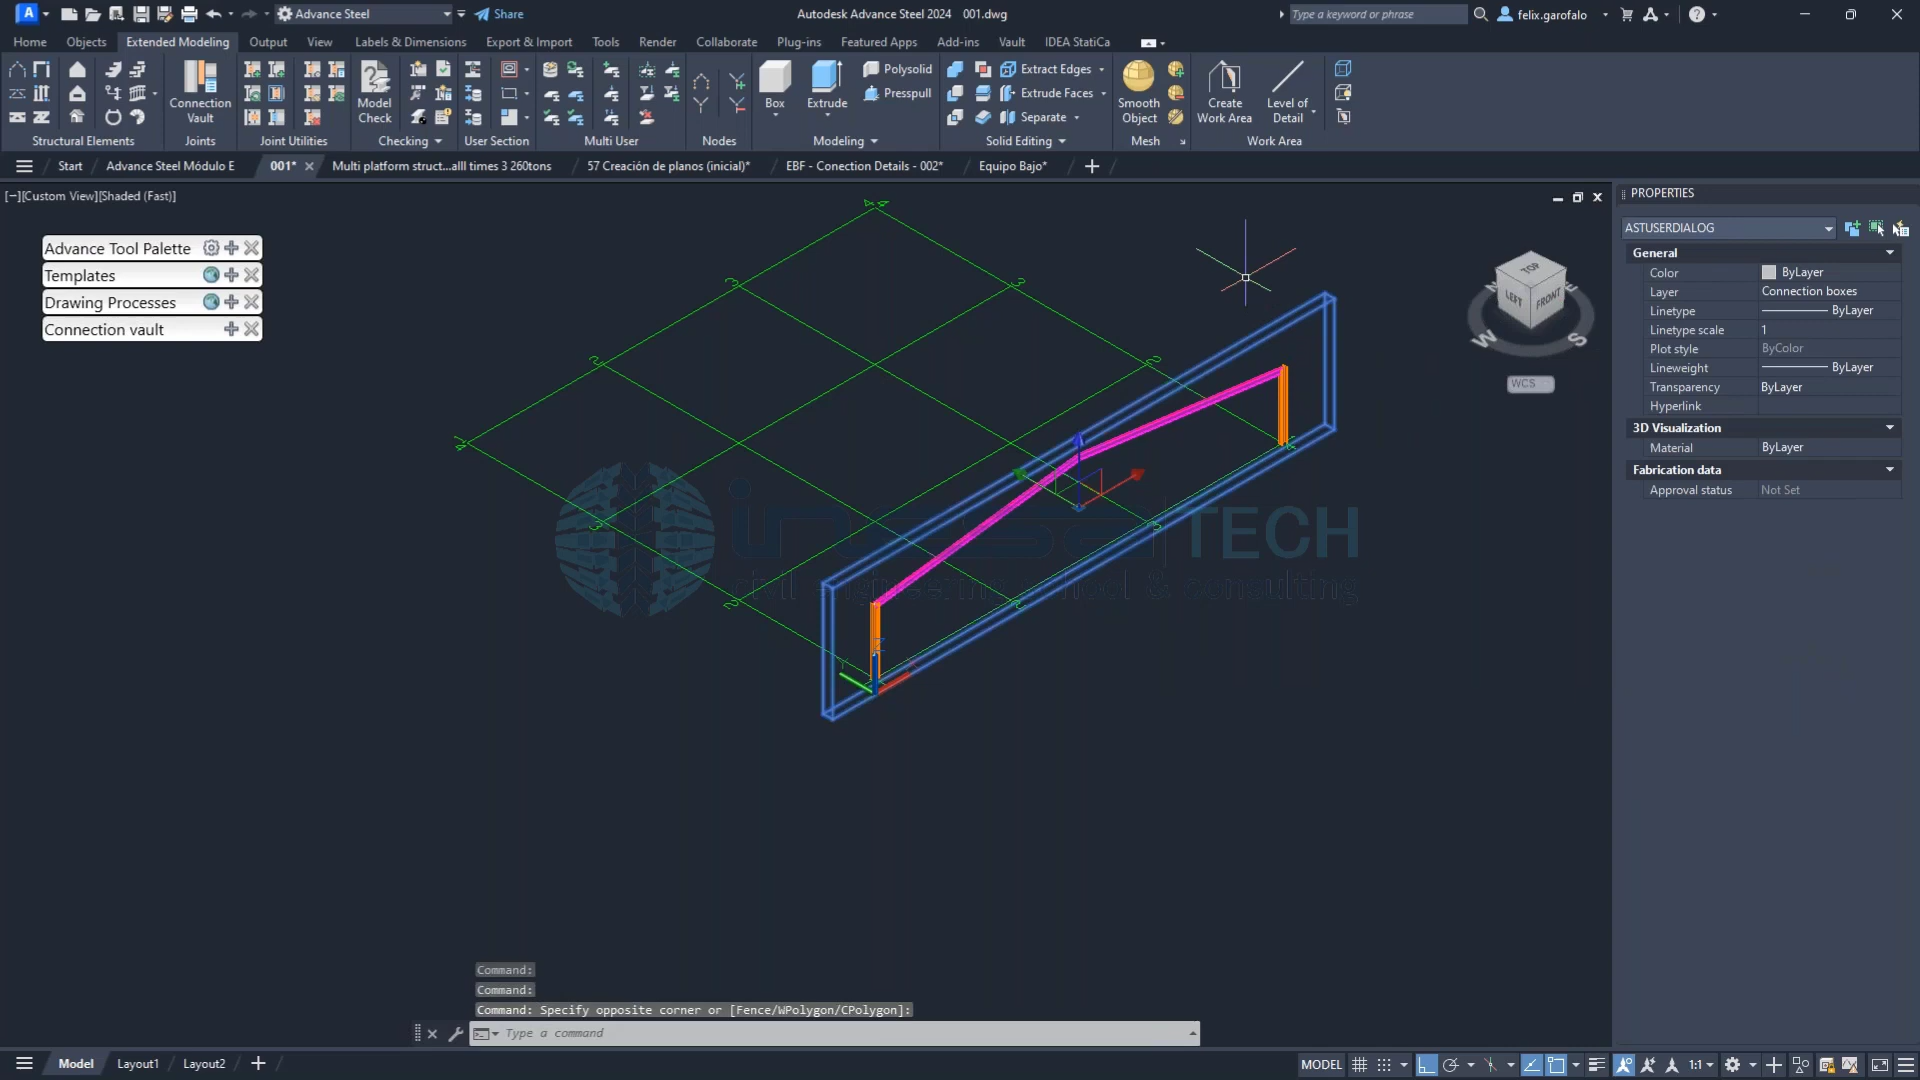 Advance Steel
Share
Autodesk Advance Steel 2024 001.dwg
Type a keyword or phrase
felix.garofalo
Home Objects Extended Modeling Output View Labels & Dimensions Export & Import Tools Render Collaborate Plug-ins Featured Apps Add-ins Vault IDEA StatiCa
Connection Vault
Model Check
Box
Extrude
Polysolid
Presspull
Extract Edges
Extrude Faces
Separate
Smooth Object
Create Work Area
Level of Detail
Structural Elements Joints Joint Utilities Checking User Section Multi User Nodes Modeling Solid Editing Mesh Work Area
Start Advance Steel Módulo E 001* Multi platform struct...alll times 3 260tons 57 Creación de planos (inicial)* EBF - Conection Details - 002* Equipo Bajo*
[−][Custom View][Shaded (Fast)]
Advance Tool Palette
Templates
Drawing Processes
Connection vault
TOP
LEFT
FRONT
W
S
WCS
TECH
civil engineering school & consulting
PROPERTIES
ASTUSERDIALOG
General
Color ByLayer
Layer Connection boxes
Linetype ByLayer
Linetype scale 1
Plot style ByColor
Lineweight ByLayer
Transparency ByLayer
Hyperlink
3D Visualization
Material ByLayer
Fabrication data
Approval status Not Set
Command:
Command:
Command: Specify opposite corner or [Fence/WPolygon/CPolygon]:
Type a command
Model Layout1 Layout2
MODEL
1:1